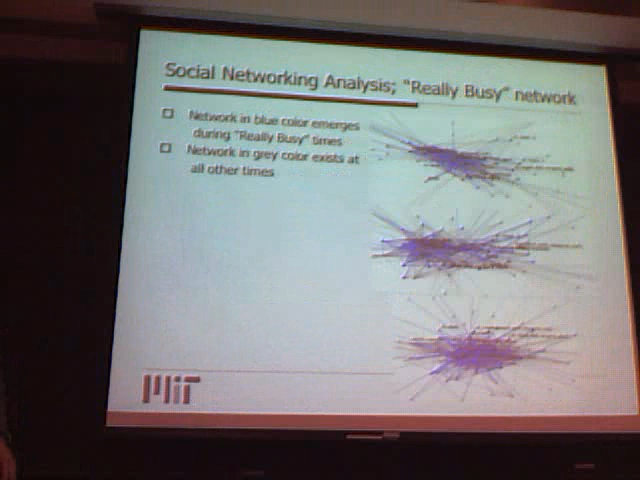 Social Networking Analysis; "Really Busy" network
Network in blue color emerges
during "Really Busy" times
Network in grey color exists at
all other times
MIT